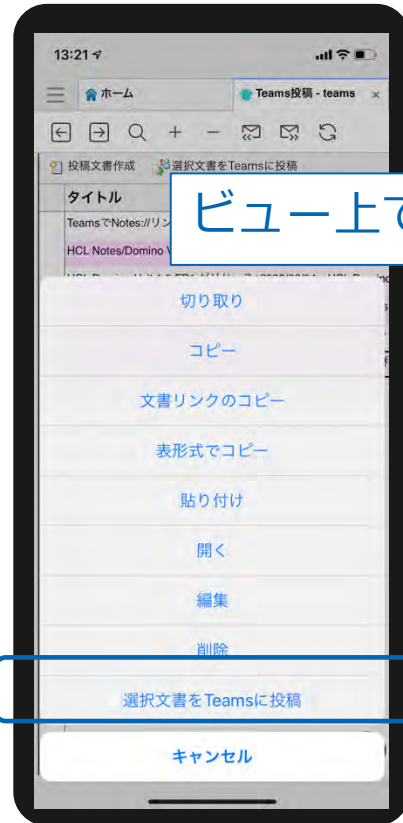 13:21
ホーム
Teams投稿 - teams ×
投稿文書作成 選択文書をTeamsに投稿
タイトル
ビュー上で
TeamsでNotes://リン
HCL Notes/Domino V
切り取り
コピー
文書リンクのコピー
表形式でコピー
貼り付け
開く
編集
削除
選択文書をTeamsに投稿
キャンセル